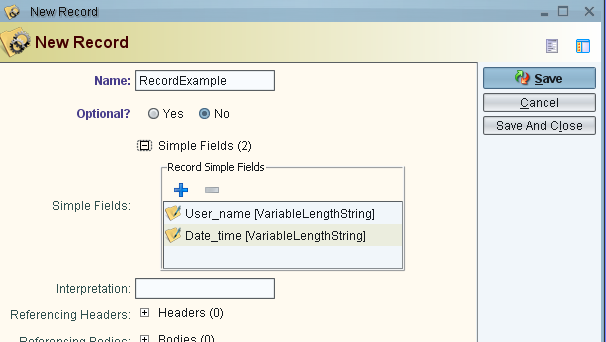 New Record
New Record
Name: RecordExample
Optional? Yes No
Simple Fields (2)
Record Simple Fields
Simple Fields:
User_name [VariableLengthString]
Date_time [VariableLengthString]
Interpretation:
Referencing Headers: Headers (0)
Referencing Bodies: Bodies (0)
Save
Cancel
Save And Close